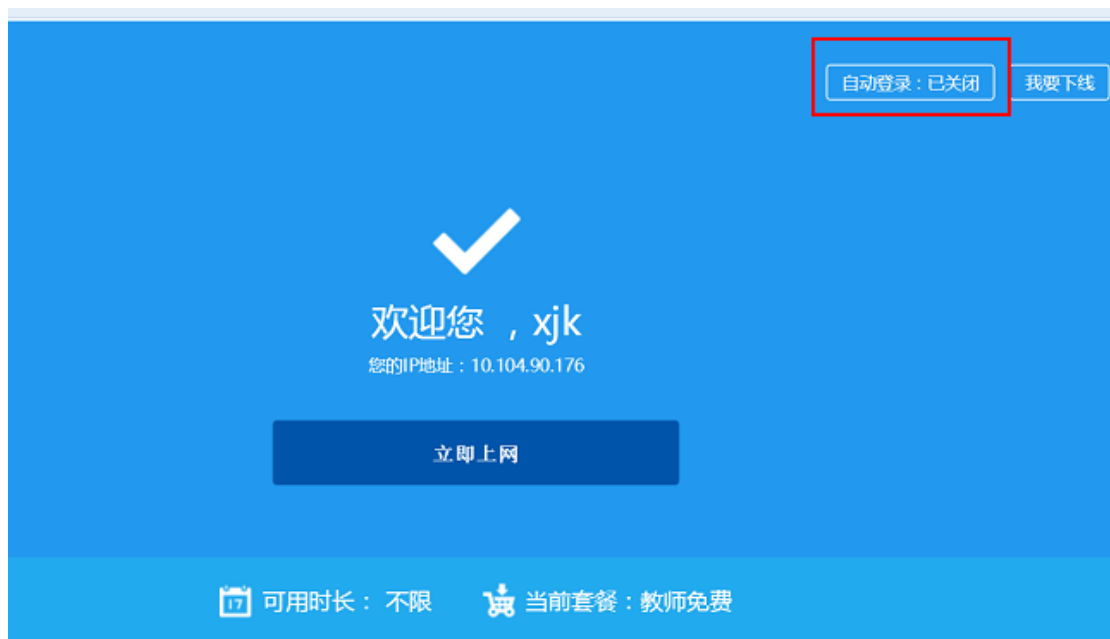 自动登录：已关闭 我要下线
欢迎您 ，xjk
您的IP地址：10.104.90.176
立即上网
17 可用时长： 不限 当前套餐：教师免费